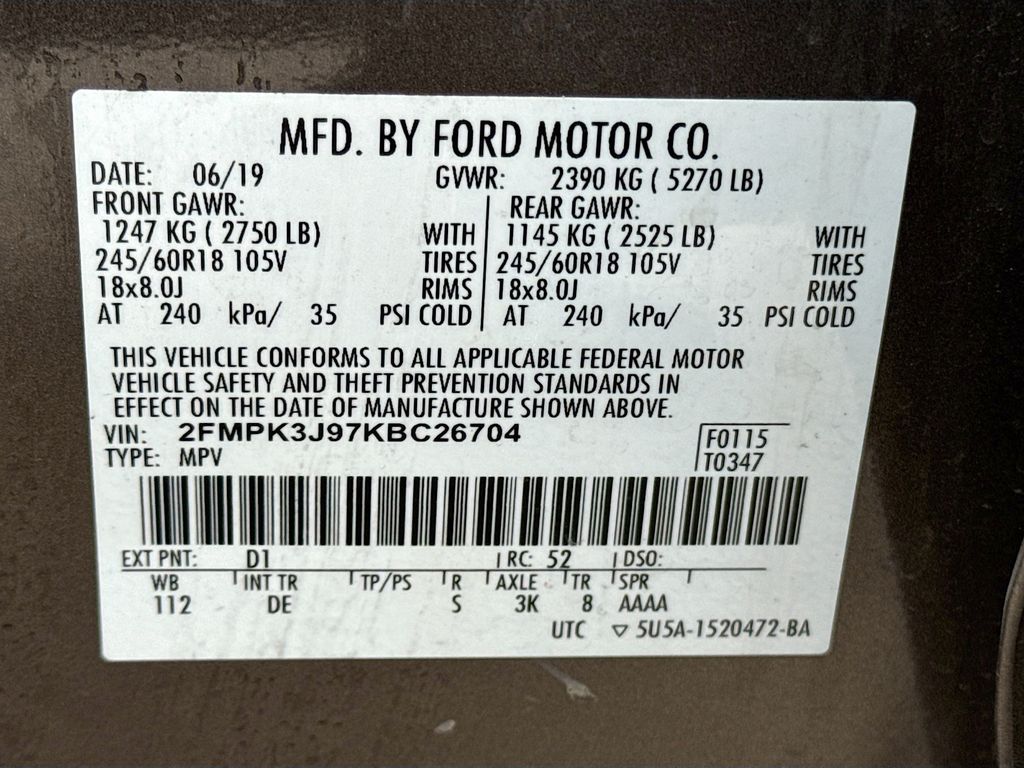 MFD. BY FORD MOTOR CO.
DATE: 06/19 GVWR: 2390 KG ( 5270 LB)
FRONT GAWR: REAR GAWR:
1247 KG ( 2750 LB) WITH 1145 KG ( 2525 LB) WITH
245/60R18 105V TIRES 245/60R18 105V TIRES
18x8.0J RIMS 18x8.0J RIMS
AT 240 kPa/ 35 PSI COLD AT 240 kPa/ 35 PSI COLD
THIS VEHICLE CONFORMS TO ALL APPLICABLE FEDERAL MOTOR
VEHICLE SAFETY AND THEFT PREVENTION STANDARDS IN
EFFECT ON THE DATE OF MANUFACTURE SHOWN ABOVE.
VIN: 2FMPK3J97KBC26704 F0115
TYPE: MPV T0347
EXT PNT: D1 RC: 52 DSO:
WB INT TR TP/PS R AXLE TR SPR
112 DE S 3K 8 AAAA
UTC ▽ 5U5A-1520472-BA